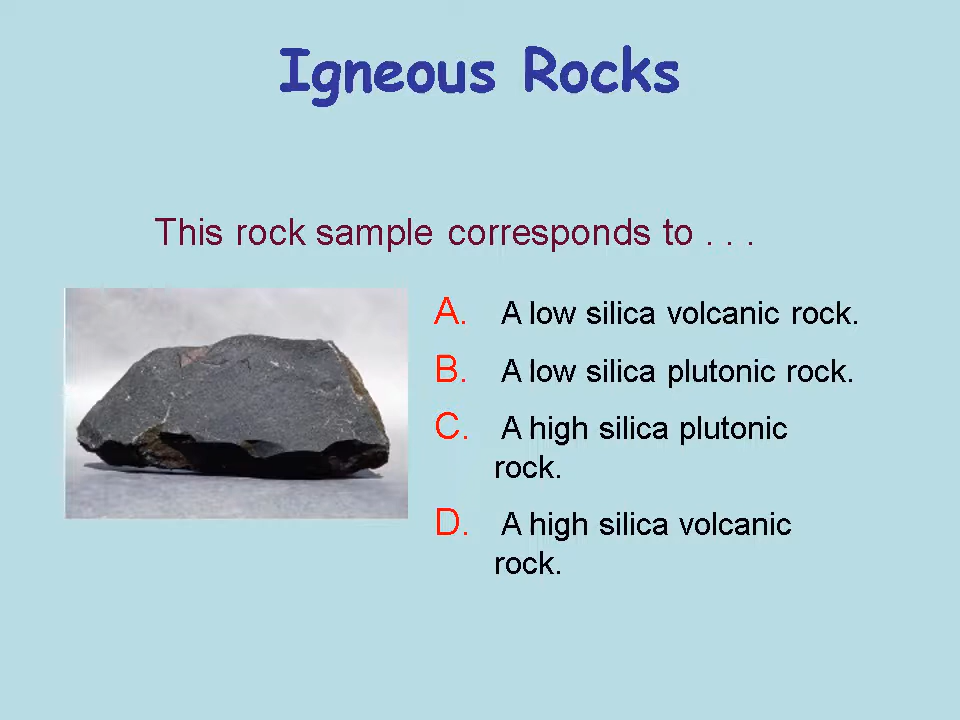 Igneous Rocks
This rock sample corresponds to . . .
A. A low silica volcanic rock.
B. A low silica plutonic rock.
C. A high silica plutonic
rock.
D. A high silica volcanic
rock.